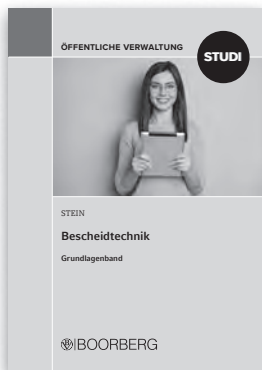 ÖFFENTLICHE VERWALTUNG
STUDI
STEIN
Bescheidtechnik
Grundlagenband
BOORBERG